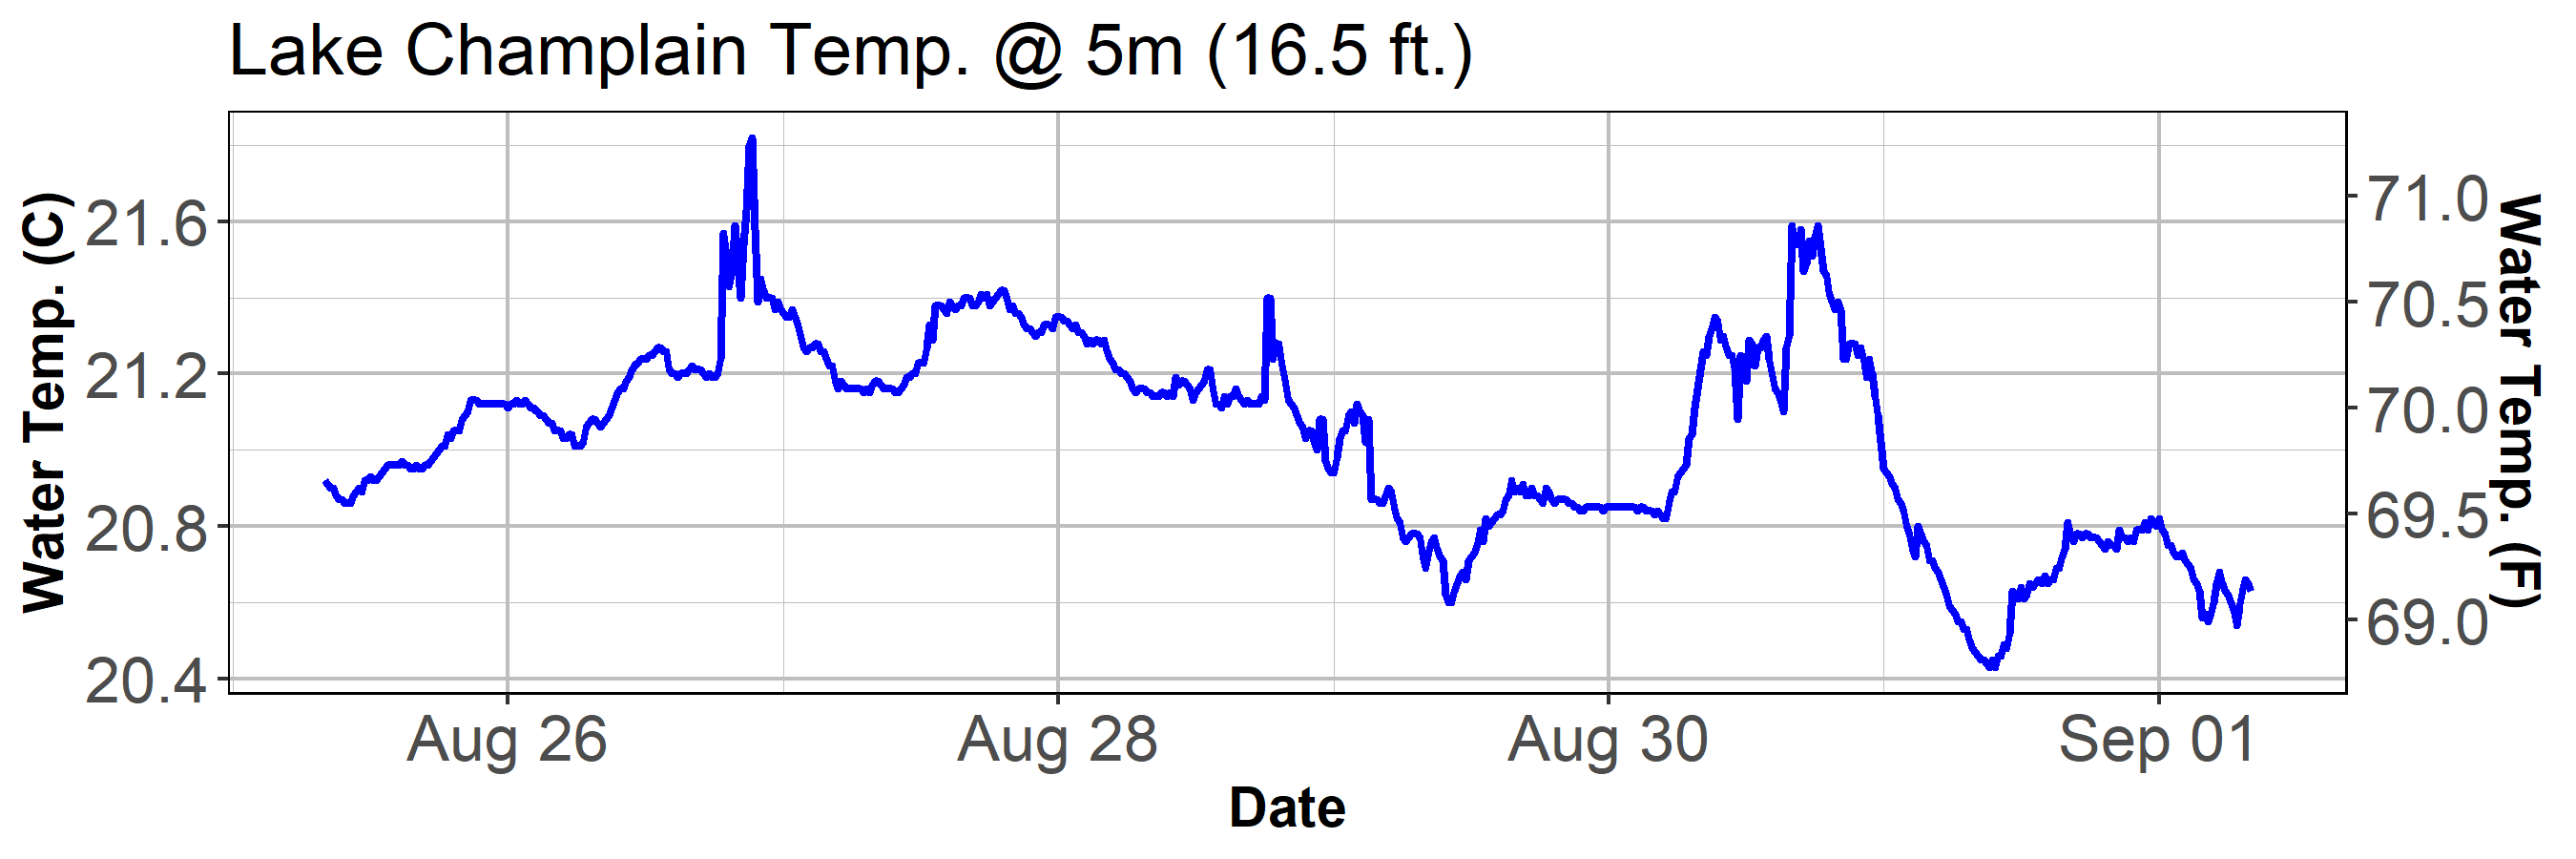 Lake Champlain Temp. @ 5m (16.5 ft.)
Water Temp. (C)
21.6
21.2
20.8
20.4
71.0
70.5
70.0
69.5
69.0
Water Temp. (F)
Aug 26
Aug 28
Aug 30
Sep 01
Date